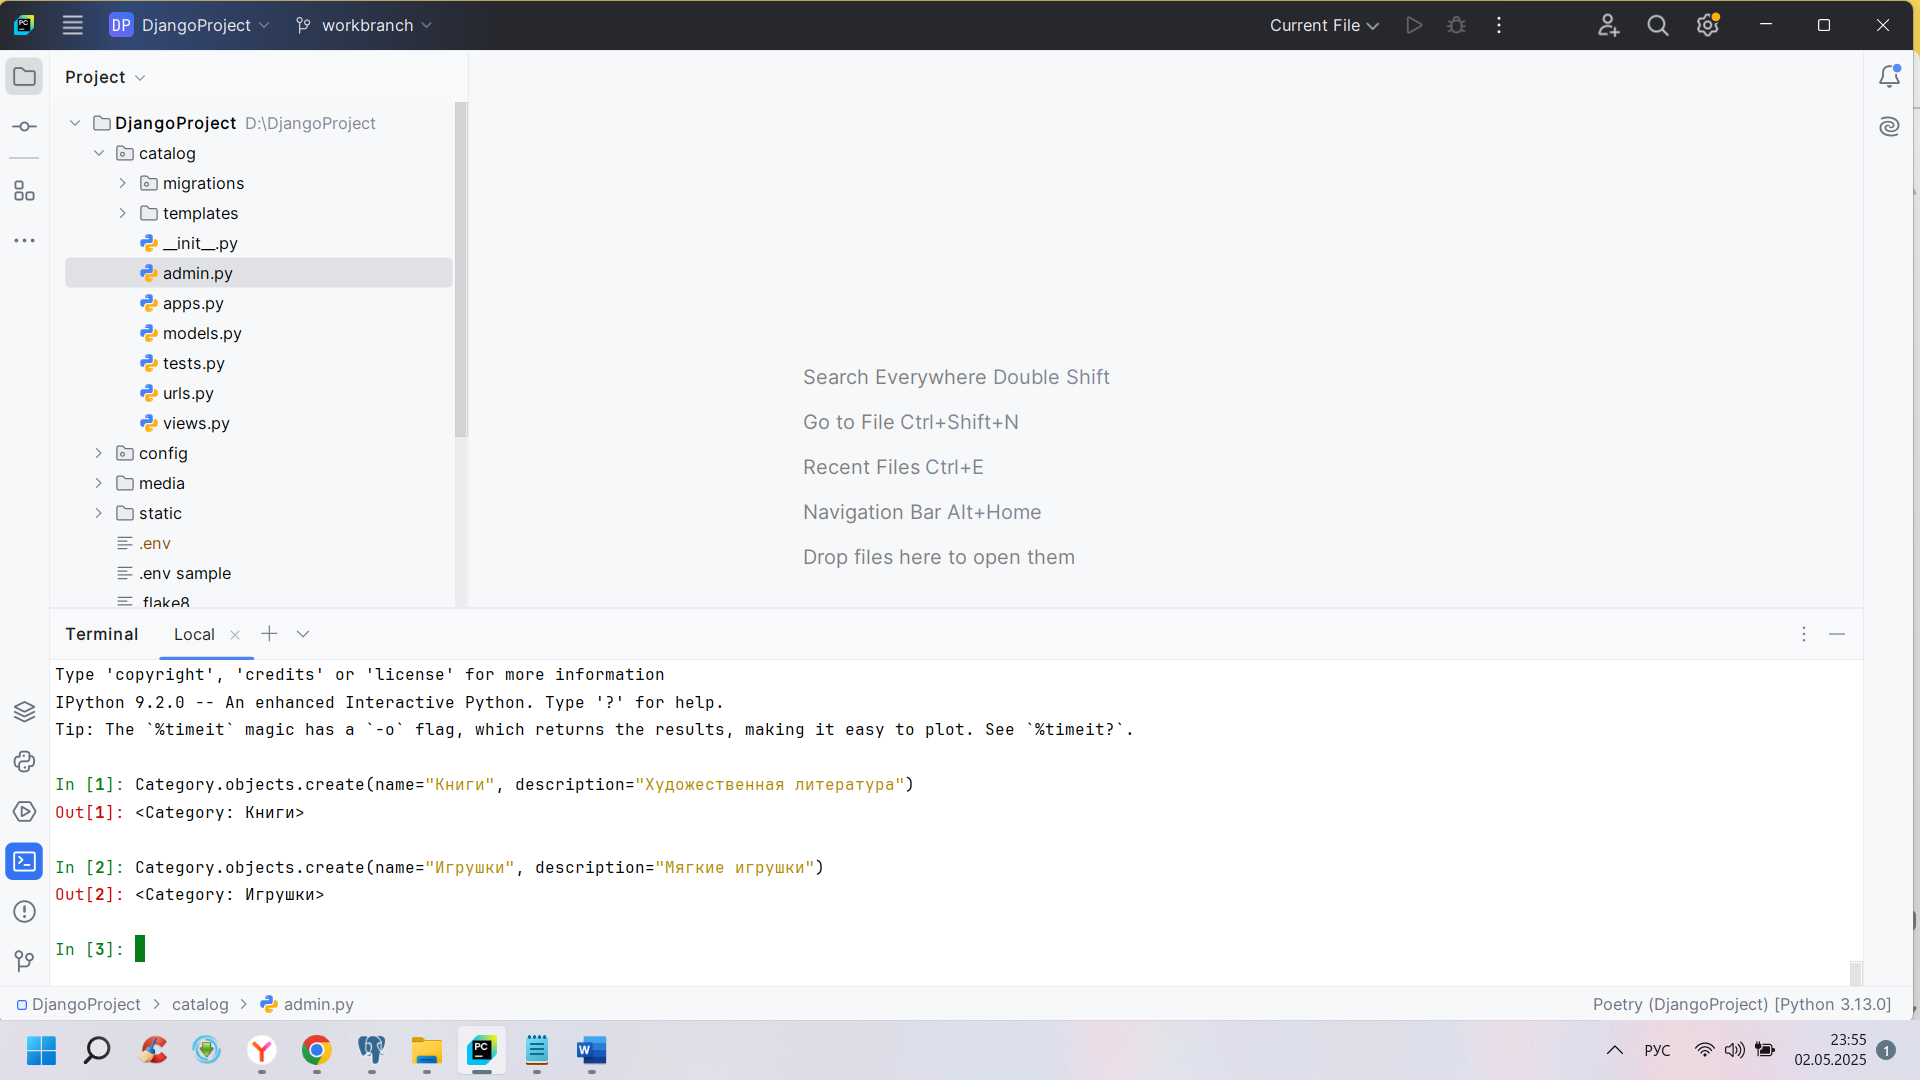 DP DjangoProject workbranch Current File
Project
DjangoProject D:\DjangoProject
catalog
migrations
templates
__init__.py
admin.py
apps.py
models.py
tests.py
urls.py
views.py
config
media
static
.env
.env sample
.flake8
Search Everywhere Double Shift
Go to File Ctrl+Shift+N
Recent Files Ctrl+E
Navigation Bar Alt+Home
Drop files here to open them
Terminal Local
Type 'copyright', 'credits' or 'license' for more information
IPython 9.2.0 -- An enhanced Interactive Python. Type '?' for help.
Tip: The `%timeit` magic has a `-o` flag, which returns the results, making it easy to plot. See `%timeit?`.
In [1]: Category.objects.create(name="Книги", description="Художественная литература")
Out[1]: <Category: Книги>
In [2]: Category.objects.create(name="Игрушки", description="Мягкие игрушки")
Out[2]: <Category: Игрушки>
In [3]:
DjangoProject > catalog > admin.py Poetry (DjangoProject) [Python 3.13.0]
РУС 23:55
02.05.2025 1